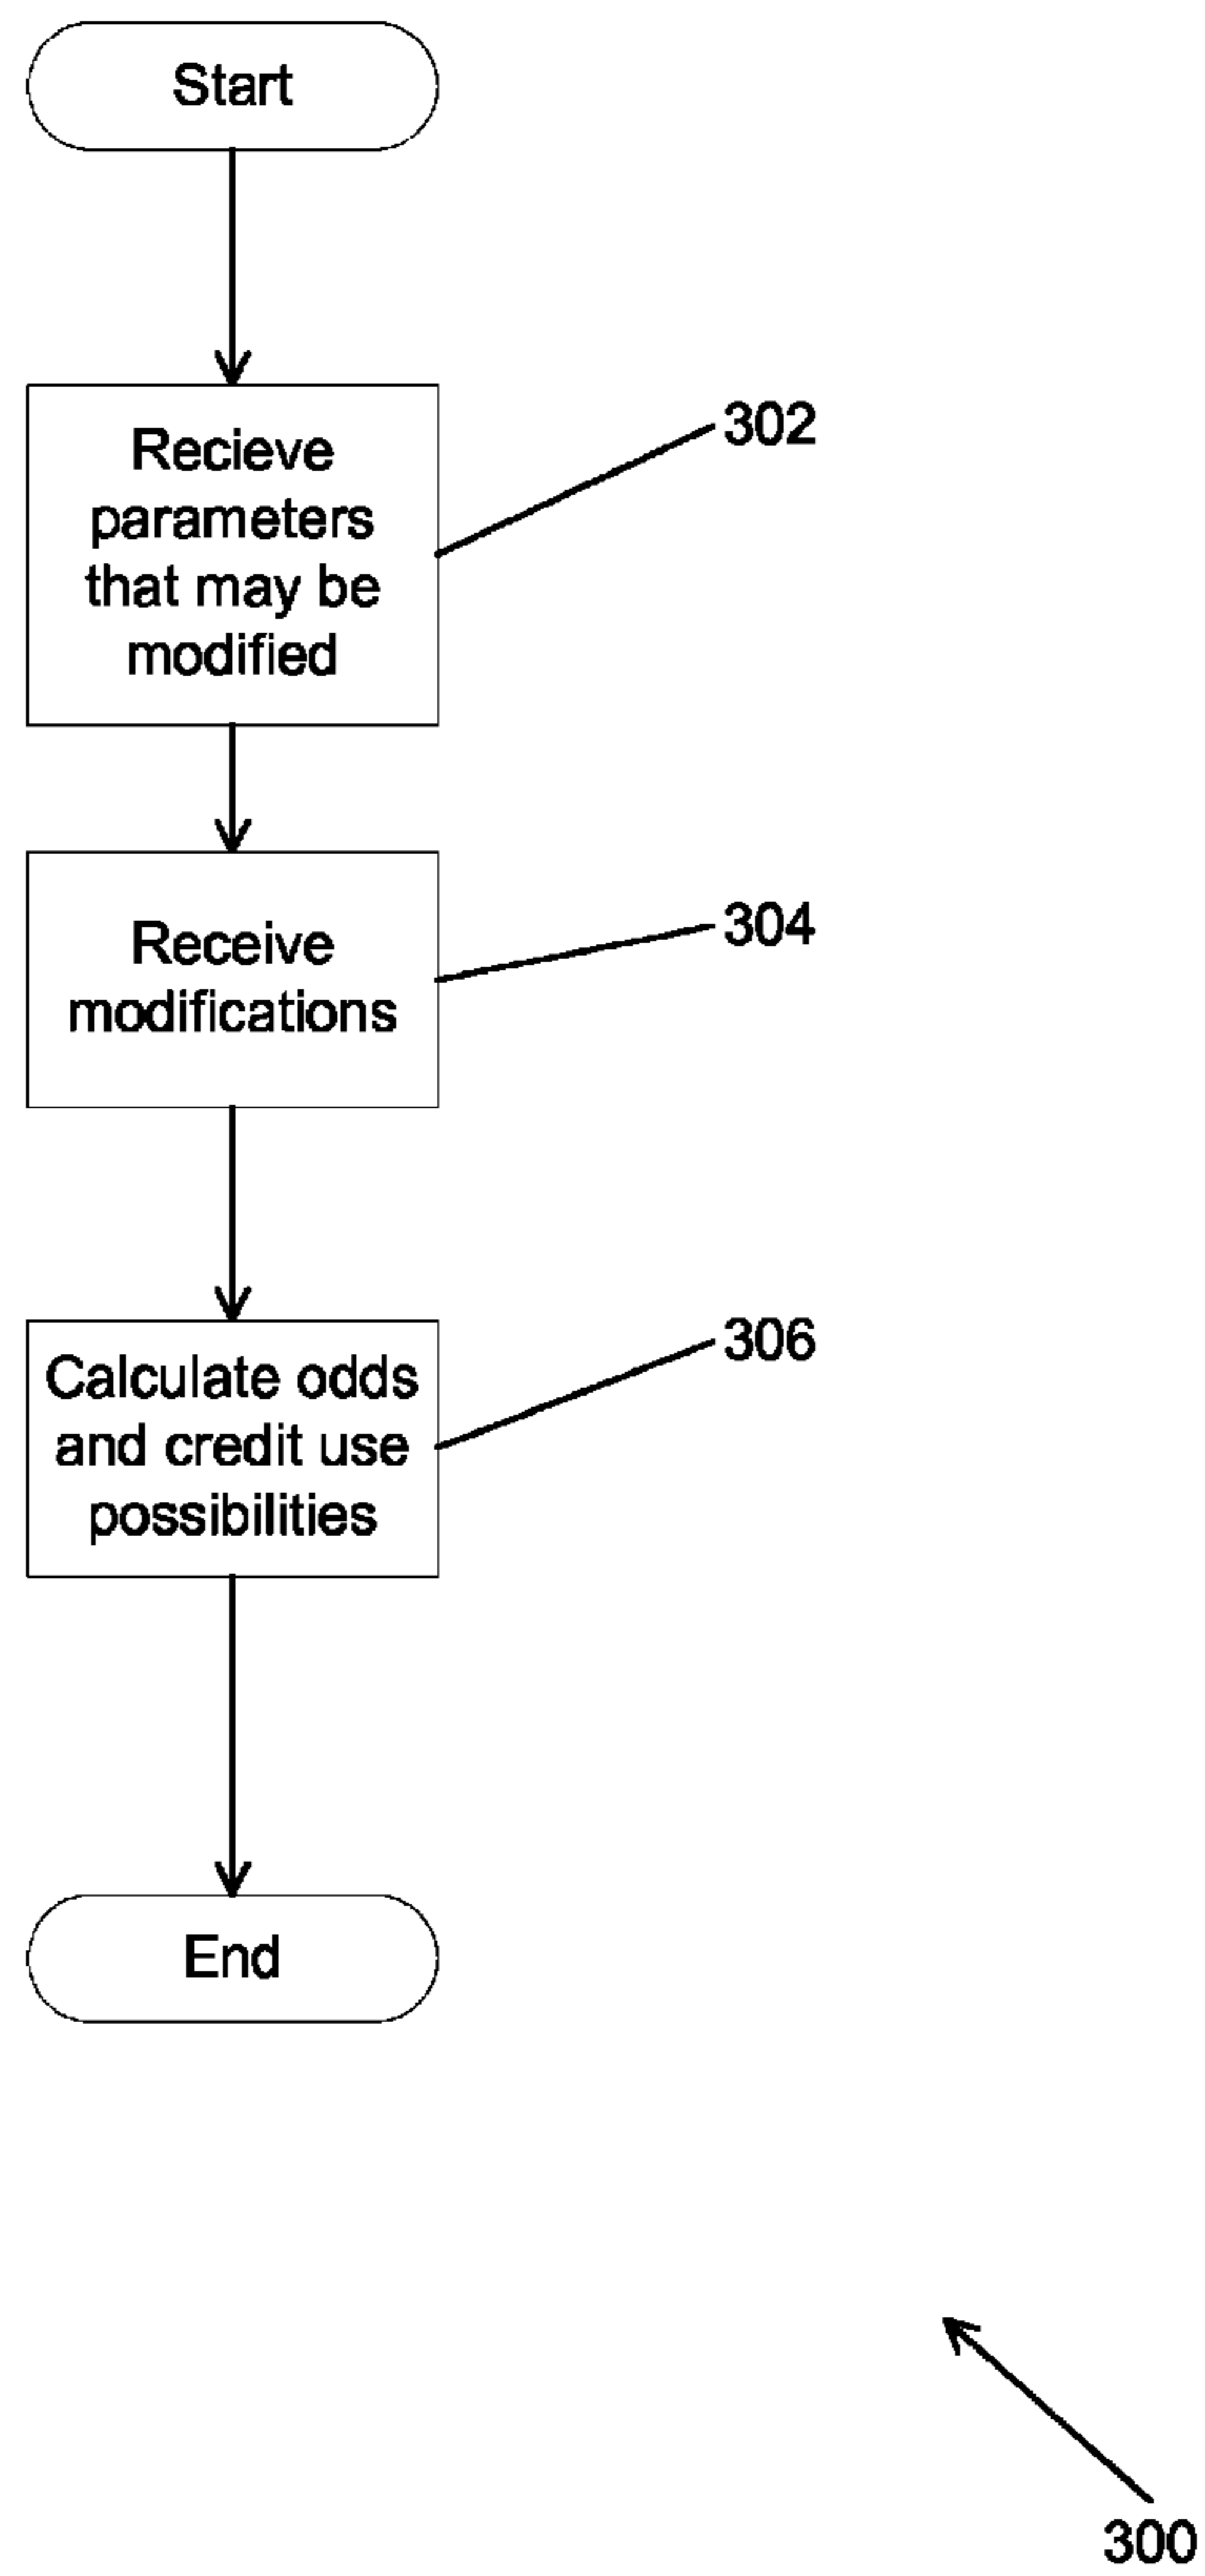 Start
Recieve
parameters
that may be
modified
302
Receive
modifications
304
Calculate odds
and credit use
possibilities
306
End
300